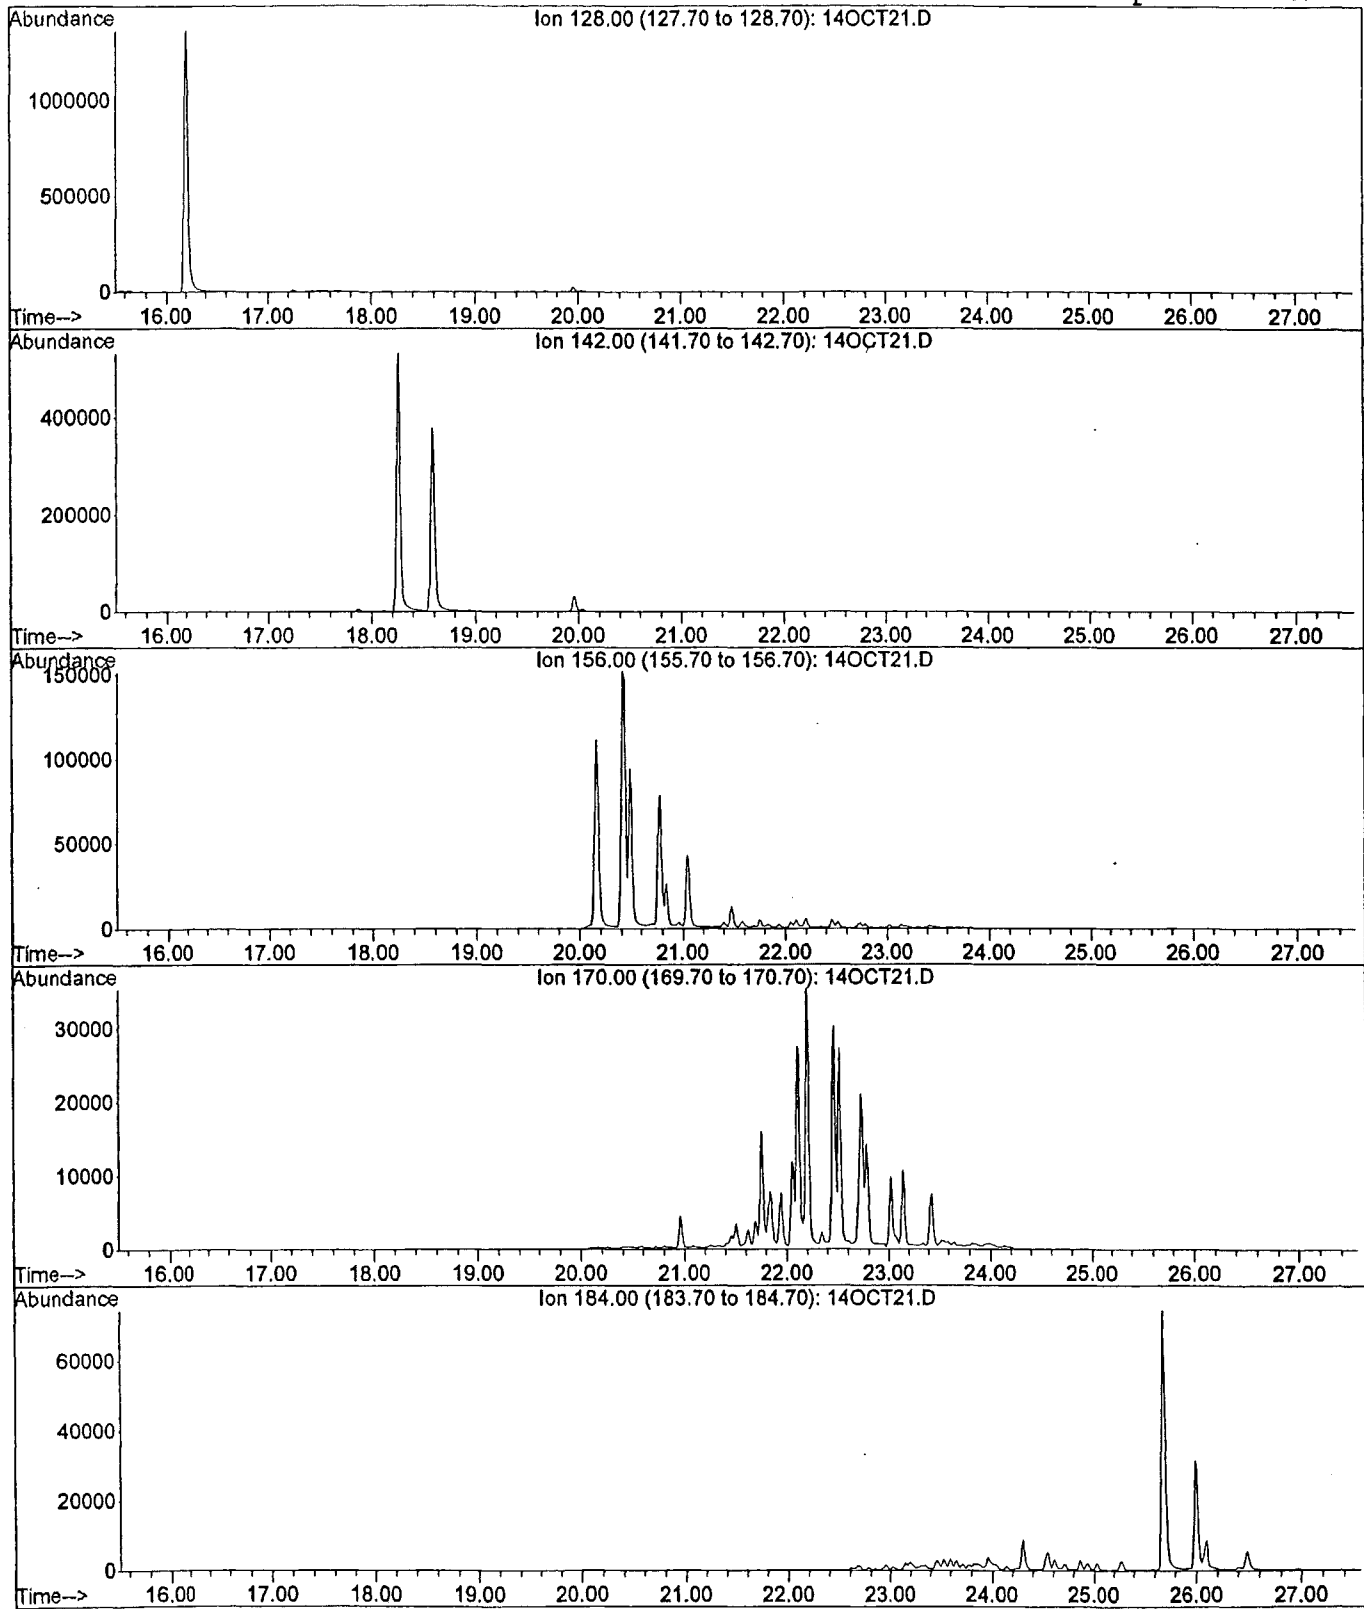 Abundance
Ion 128.00 (127.70 to 128.70): 14OCT21.D
1000000
500000
0
Time--> 16.00 17.00 18.00 19.00 20.00 21.00 22.00 23.00 24.00 25.00 26.00 27.00
Abundance
Ion 142.00 (141.70 to 142.70): 14OCT21.D
400000
200000
0
Time--> 16.00 17.00 18.00 19.00 20.00 21.00 22.00 23.00 24.00 25.00 26.00 27.00
Abundance
Ion 156.00 (155.70 to 156.70): 14OCT21.D
150000
100000
50000
0
Time--> 16.00 17.00 18.00 19.00 20.00 21.00 22.00 23.00 24.00 25.00 26.00 27.00
Abundance
Ion 170.00 (169.70 to 170.70): 14OCT21.D
30000
20000
10000
0
Time--> 16.00 17.00 18.00 19.00 20.00 21.00 22.00 23.00 24.00 25.00 26.00 27.00
Abundance
Ion 184.00 (183.70 to 184.70): 14OCT21.D
60000
40000
20000
0
Time--> 16.00 17.00 18.00 19.00 20.00 21.00 22.00 23.00 24.00 25.00 26.00 27.00